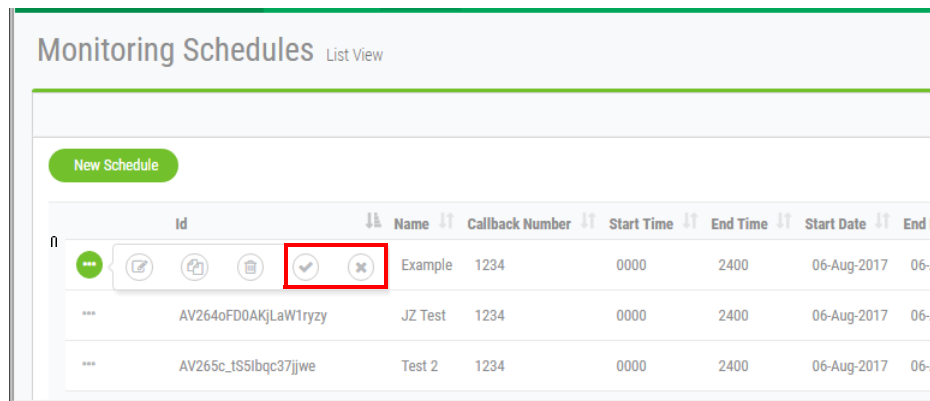 Monitoring Schedules List View
New Schedule
Id Name Callback Number Start Time End Time Start Date End
Example 1234 0000 2400 06-Aug-2017 06-
AV264oFD0AKjLaW1ryzy JZ Test 1234 0000 2400 06-Aug-2017 06-
AV265c_tS5Ibqc37jjwe Test 2 1234 0000 2400 06-Aug-2017 06-